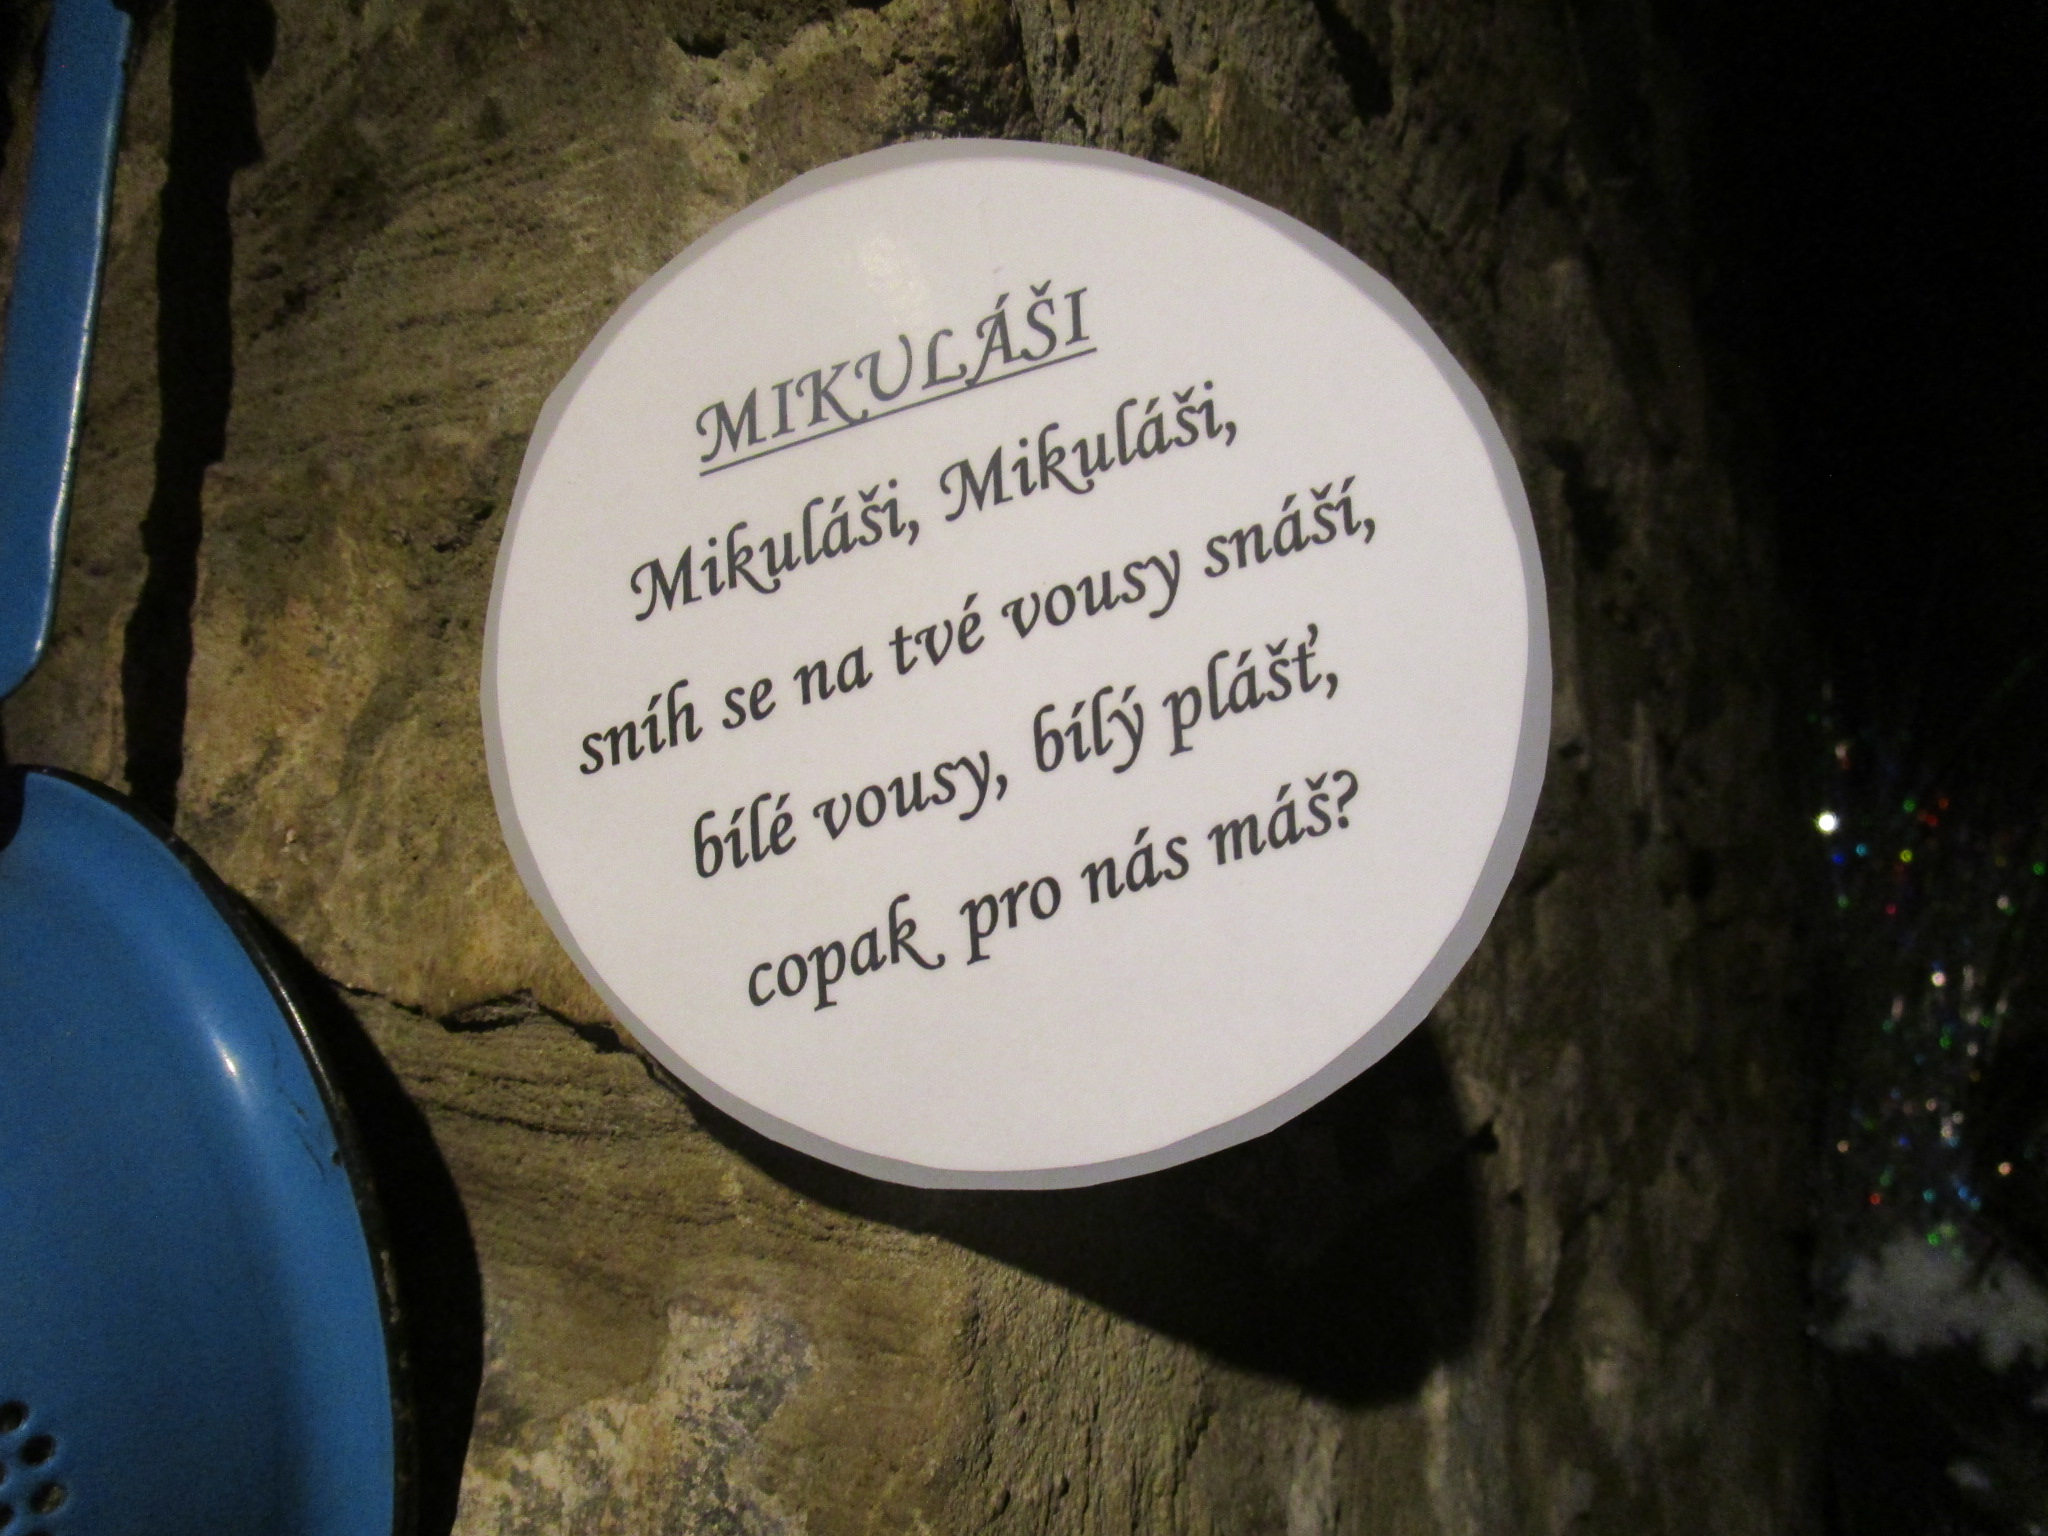 MIKULÁŠI
Mikuláši, Mikuláši,
sníh se na tvé vousy snáší,
bílé vousy, bílý plášť,
copak pro nás máš?